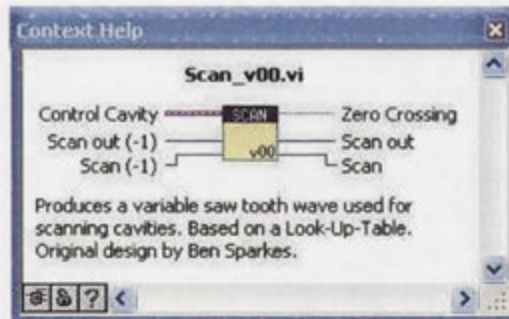 Context Help
Scan_v00.vi
Control Cavity
SCAN
Zero Crossing
Scan out (-1)
Scan out
v00
Scan (-1)
Scan
Produces a variable saw tooth wave used for
scanning cavities. Based on a Look-Up-Table.
Original design by Ben Sparkes.
?